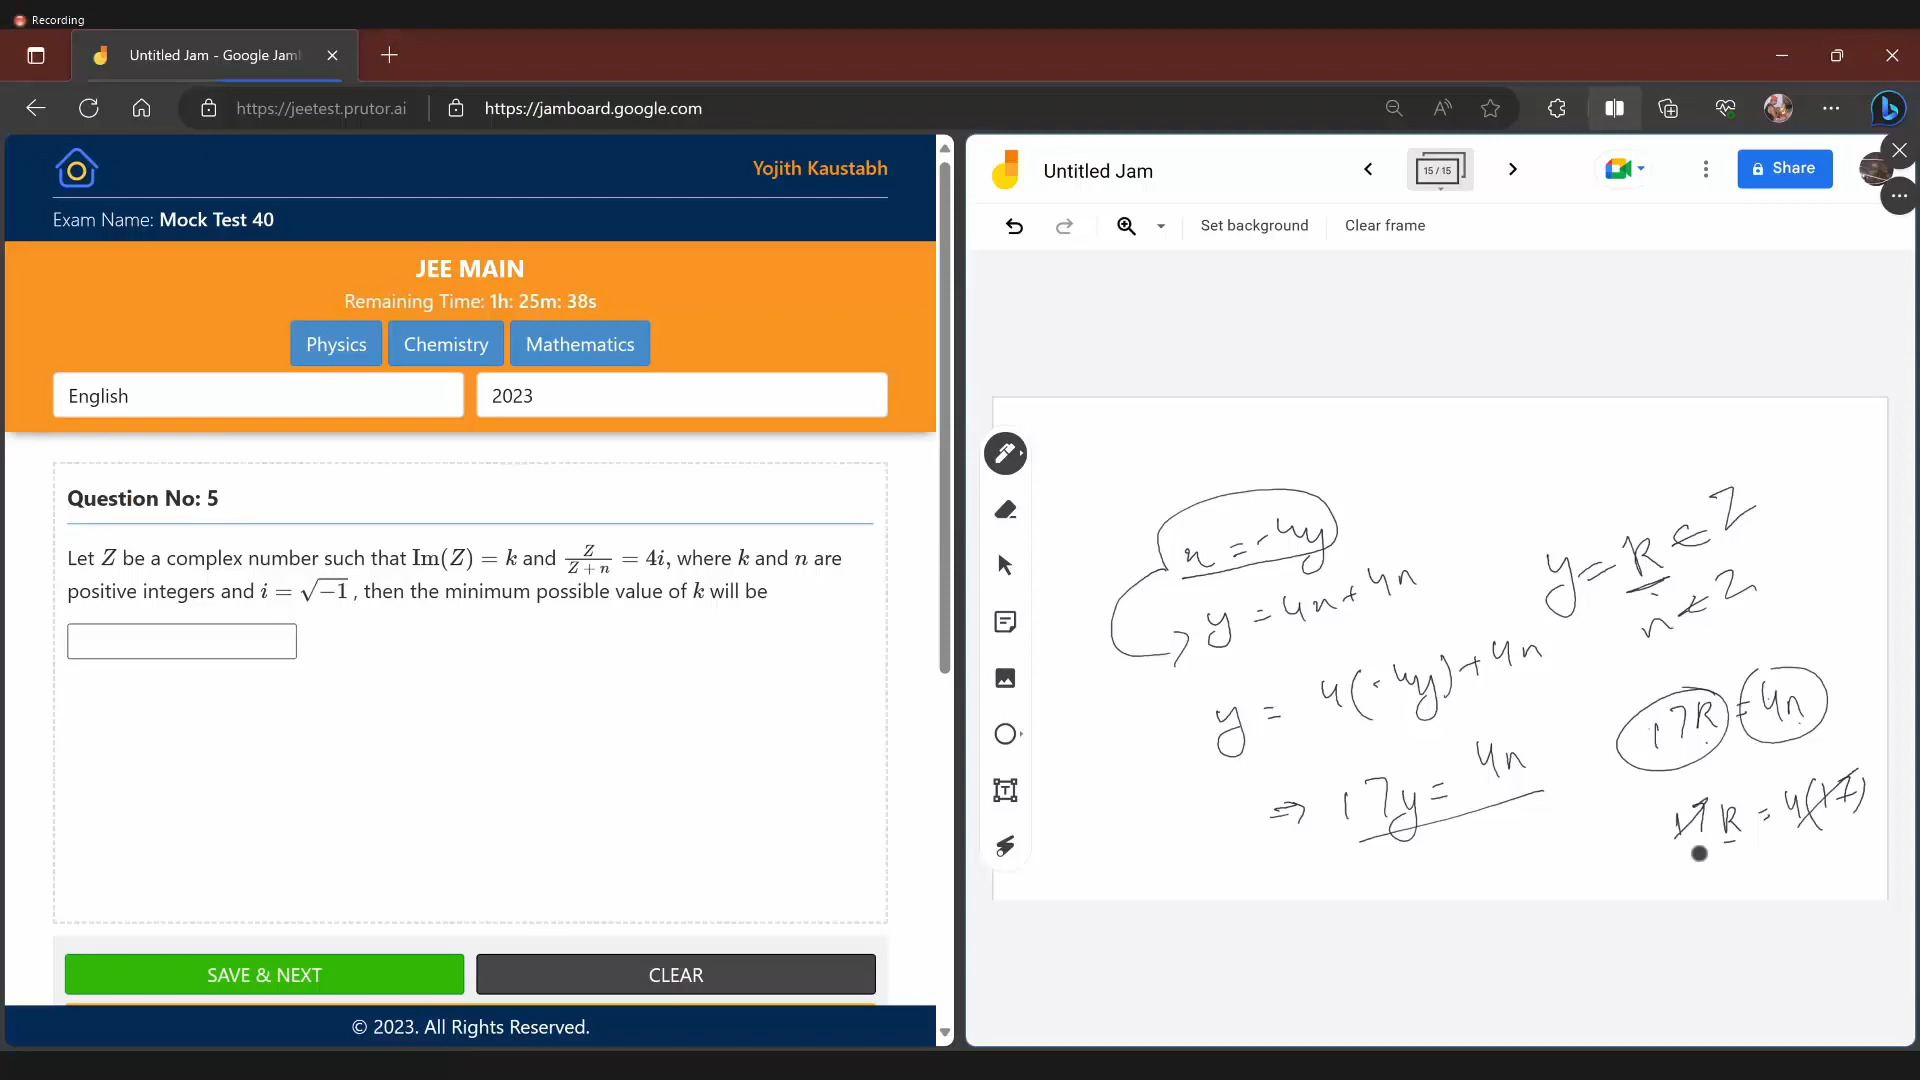 Recording
Untitled Jam - Google Jam
https://jeetest.prutor.ai
https://jamboard.google.com
Yojith Kaustabh
Exam Name: Mock Test 40
JEE MAIN
Remaining Time: 1h: 25m: 38s
Physics Chemistry Mathematics
English 2023
Question No: 5
Let Z be a complex number such that Im(Z) = k and Z/(Z + n) = 4i, where k and n are
positive integers and i = √−1 , then the minimum possible value of k will be
SAVE & NEXT CLEAR
© 2023. All Rights Reserved.
Untitled Jam
15 / 15
Share
Set background Clear frame
x = -4y
y = 4x + 4n
y = 4(-4y) + 4n
⇒ 17y = 4n
y = k ∈ Z
n ∈ Z
17k = 4n
17k = 4(17)